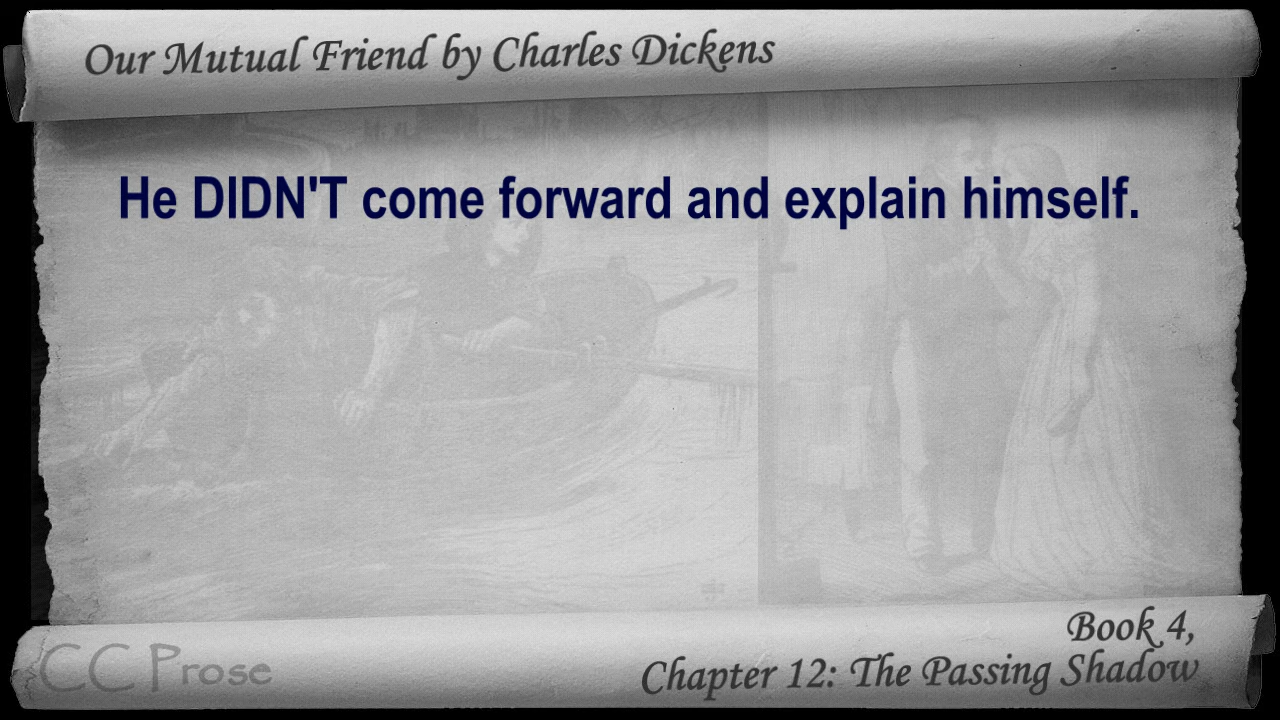 Our Mutual Friend by Charles Dickens
He DIDN'T come forward and explain himself.
Book 4,
Chapter 12: The Passing Shadow
CC Prose